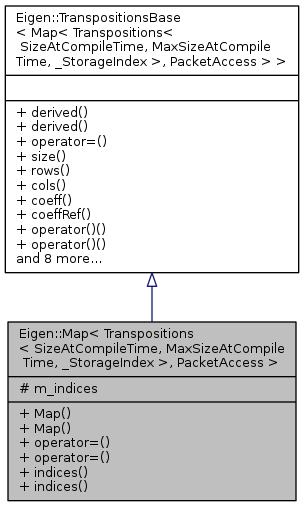 Eigen::TranspositionsBase
< Map< Transpositions<
SizeAtCompileTime, MaxSizeAtCompile
Time, _StorageIndex >, PacketAccess > >
+ derived()
+ derived()
+ operator=()
+ size()
+ rows()
+ cols()
+ coeff()
+ coeffRef()
+ operator()()
+ operator()()
and 8 more...
Eigen::Map< Transpositions
< SizeAtCompileTime, MaxSizeAtCompile
Time, _StorageIndex >, PacketAccess >
# m_indices
+ Map()
+ Map()
+ operator=()
+ operator=()
+ indices()
+ indices()